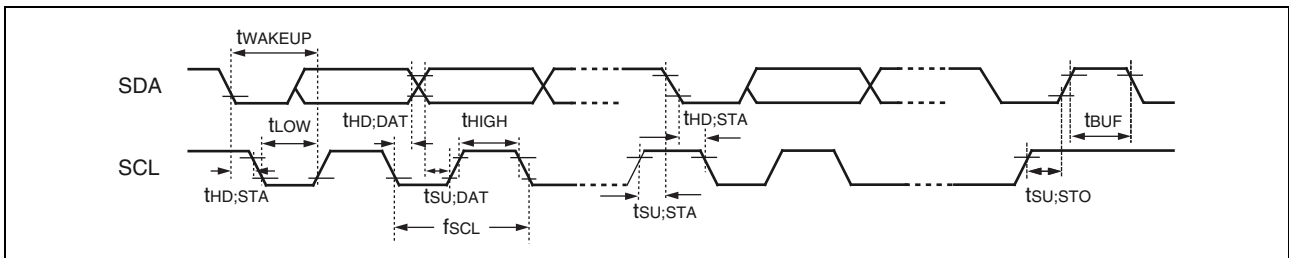 tWAKEUP
SDA
tLOW
tHD;DAT
tHIGH
tHD;STA
tBUF
SCL
tHD;STA
tSU;DAT
tSU;STA
tSU;STO
fSCL